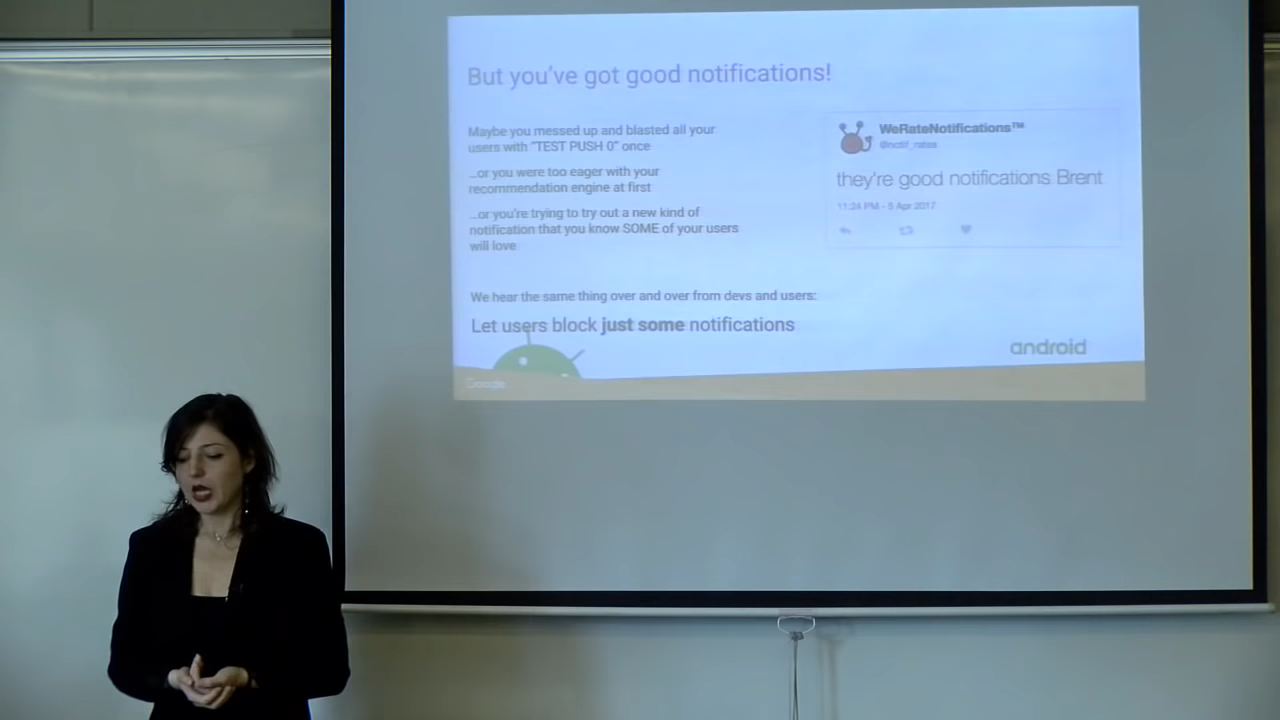 But you've got good notifications!
Maybe you messed up and blasted all your
users with "TEST PUSH 0" once
...or you were too eager with your
recommendation engine at first
...or you're trying to try out a new kind of
notification that you know SOME of your users
will love
We hear the same thing over and over from devs and users:
Let users block just some notifications
WeRateNotifications™
@notif_rates
they're good notifications Brent
11:24 PM - 5 Apr 2017
android
Google